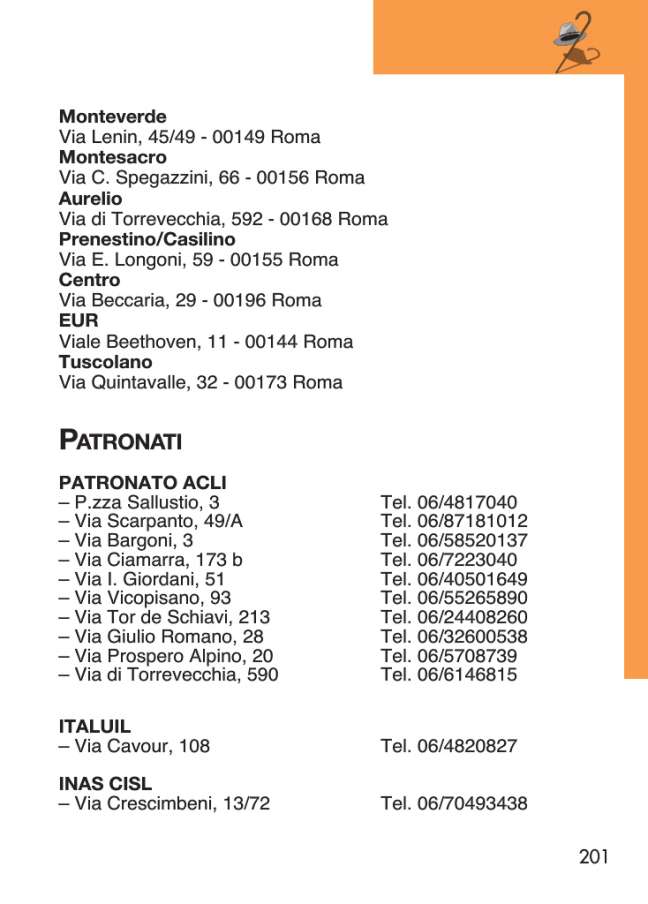 Monteverde
Via Lenin, 45/49 - 00149 Roma
Montesacro
Via C. Spegazzini, 66 - 00156 Roma
Aurelio
Via di Torrevecchia, 592 - 00168 Roma
Prenestino/Casilino
Via E. Longoni, 59 - 00155 Roma
Centro
Via Beccaria, 29 - 00196 Roma
EUR
Viale Beethoven, 11 - 00144 Roma
Tuscolano
Via Quintavalle, 32 - 00173 Roma
PATRONATI
PATRONATO ACLI
– P.zza Sallustio, 3 Tel. 06/4817040
– Via Scarpanto, 49/A Tel. 06/87181012
– Via Bargoni, 3 Tel. 06/58520137
– Via Ciamarra, 173 b Tel. 06/7223040
– Via I. Giordani, 51 Tel. 06/40501649
– Via Vicopisano, 93 Tel. 06/55265890
– Via Tor de Schiavi, 213 Tel. 06/24408260
– Via Giulio Romano, 28 Tel. 06/32600538
– Via Prospero Alpino, 20 Tel. 06/5708739
– Via di Torrevecchia, 590 Tel. 06/6146815
ITALUIL
– Via Cavour, 108 Tel. 06/4820827
INAS CISL
– Via Crescimbeni, 13/72 Tel. 06/70493438
201